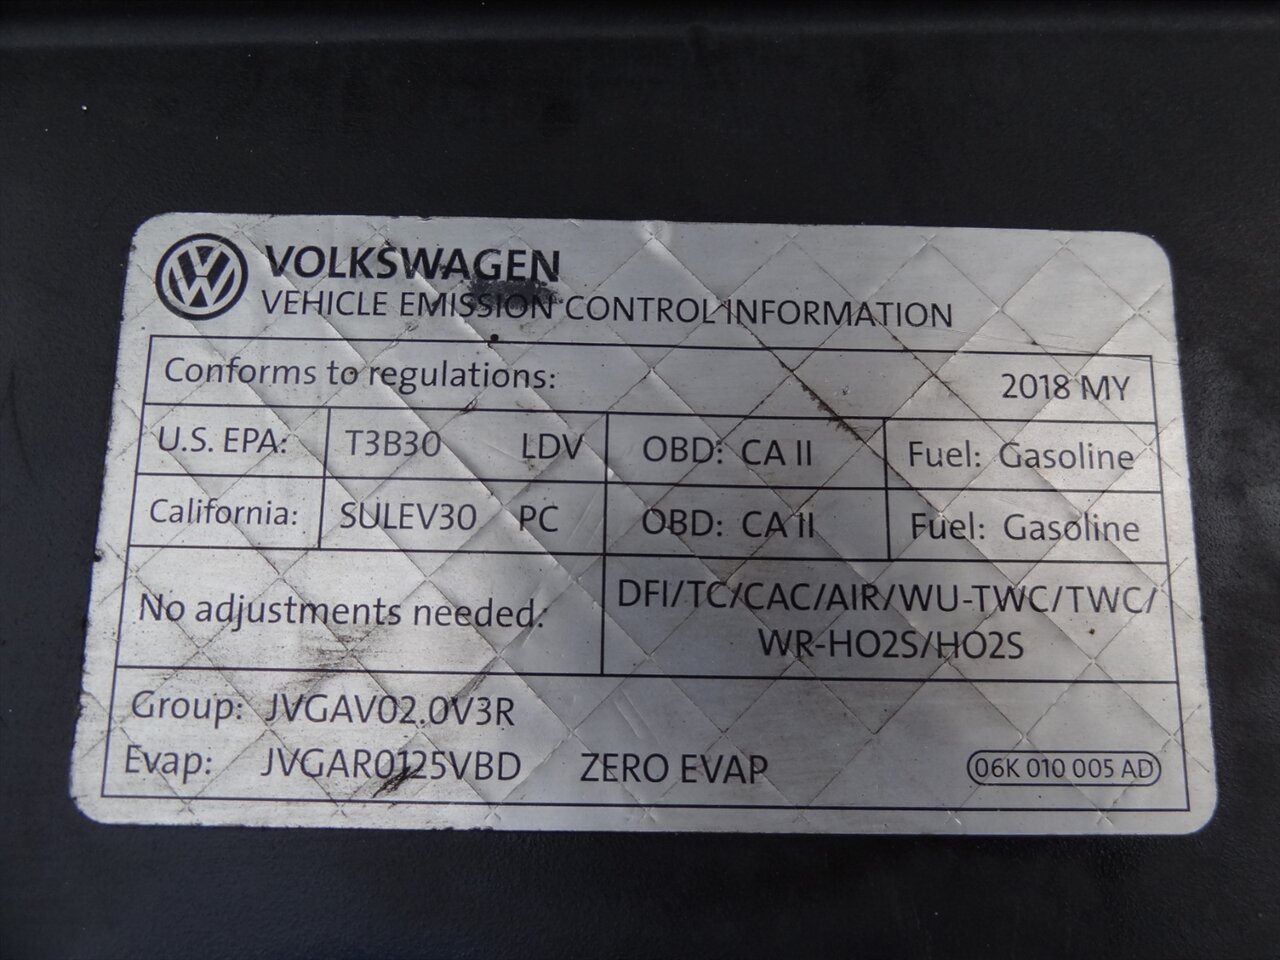 VOLKSWAGEN
VEHICLE EMISSION CONTROL INFORMATION
Conforms to regulations: 2018 MY
U.S. EPA: T3B30 LDV OBD: CA II Fuel: Gasoline
California: SULEV30 PC OBD: CA II Fuel: Gasoline
No adjustments needed: DFI/TC/CAC/AIR/WU-TWC/TWC/
WR-HO2S/HO2S
Group: JVGAV02.0V3R
Evap: JVGAR0125VBD ZERO EVAP 06K 010 005 AD